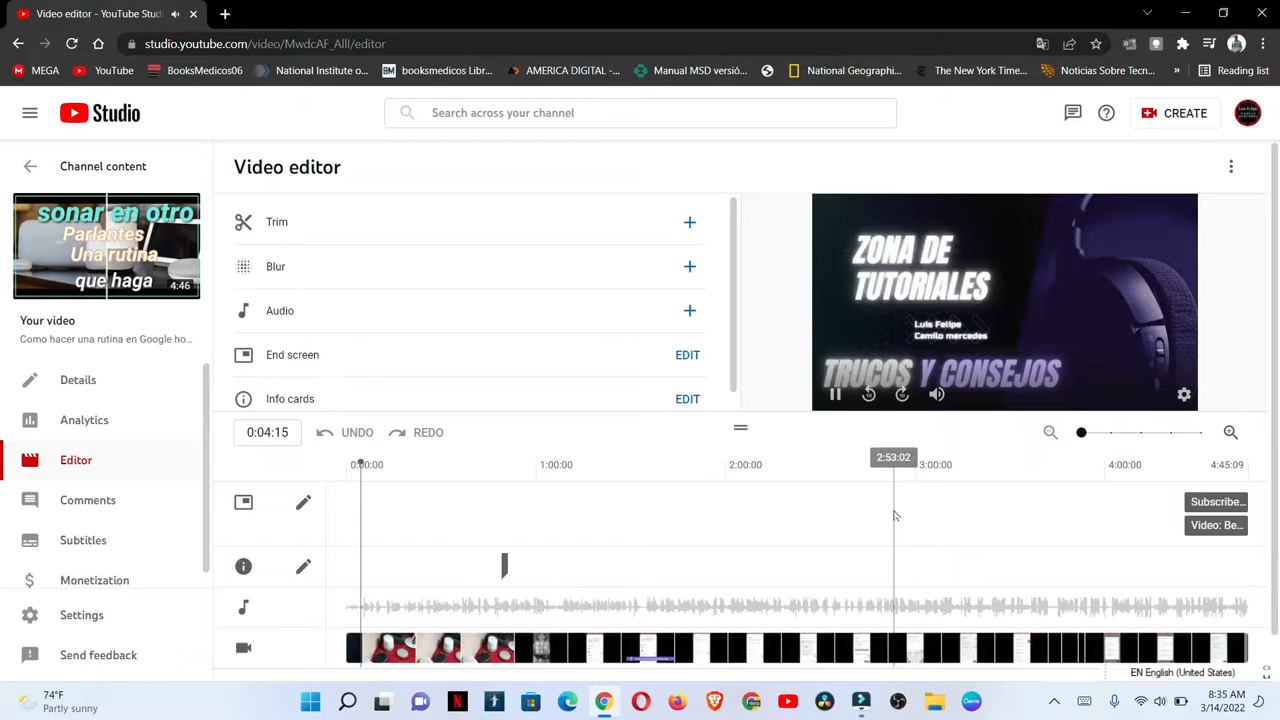 Video editor - YouTube Stud
studio.youtube.com/video/MwdcAF_AllI/editor
MEGA
YouTube
BooksMedicos06
National Institute o...
booksmedicos Libr...
AMERICA DIGITAL -...
Manual MSD versió...
National Geographi...
The New York Time...
Noticias Sobre Tecn...
»
Reading list
Studio
Search across your channel
CREATE
Channel content
sonar en otro
Parlantes
Una rutina
que haga
4:46
Your video
Como hacer una rutina en Google ho...
Details
Analytics
Editor
Comments
Subtitles
Monetization
Settings
Send feedback
Video editor
Trim
Blur
Audio
End screen
EDIT
Info cards
EDIT
ZONA DE
TUTORIALES
Luis Felipe
Camilo mercedes
TRUCOS Y CONSEJOS
0:04:15
UNDO
REDO
2:53:02
0:00:00
1:00:00
2:00:00
3:00:00
4:00:00
4:45:09
Subscribe...
Video: Be...
EN English (United States)
74°F
Partly sunny
8:35 AM
3/14/2022